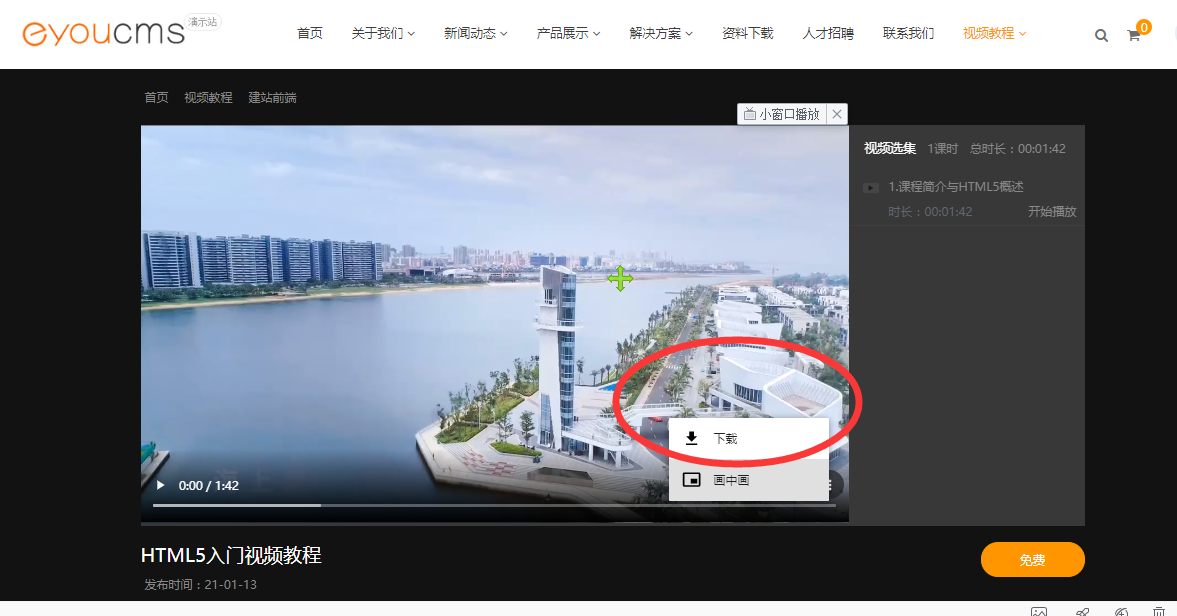 eyoucms 演示站
首页 关于我们 新闻动态 产品展示 解决方案 资料下载 人才招聘 联系我们 视频教程 0
首页 视频教程 建站前端
小窗口播放
视频选集 1课时 总时长：00:01:42
1.课程简介与HTML5概述
时长：00:01:42 开始播放
下载
画中画
0:00 / 1:42
HTML5入门视频教程
免费
发布时间：21-01-13